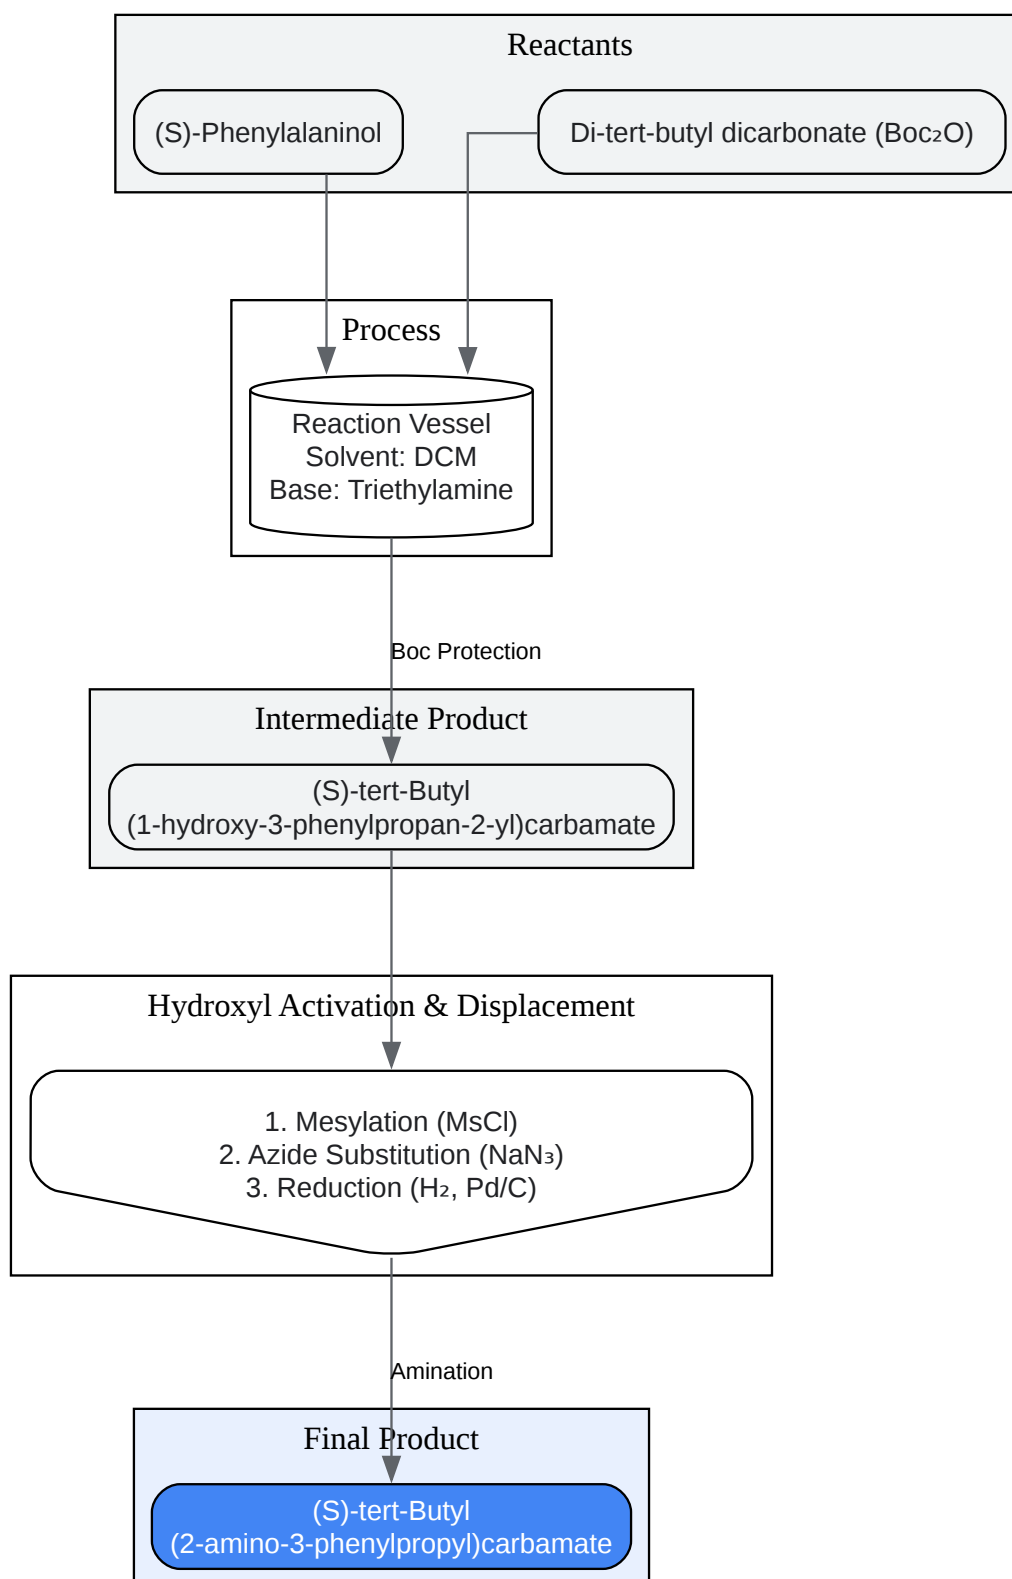 Reactants
(S)-Phenylalaninol
Di-tert-butyl dicarbonate (Boc₂O)
Process
Reaction Vessel
Solvent: DCM
Base: Triethylamine
Boc Protection
Intermediate Product
(S)-tert-Butyl
(1-hydroxy-3-phenylpropan-2-yl)carbamate
Hydroxyl Activation & Displacement
1. Mesylation (MsCl)
2. Azide Substitution (NaN₃)
3. Reduction (H₂, Pd/C)
Amination
Final Product
(S)-tert-Butyl
(2-amino-3-phenylpropyl)carbamate